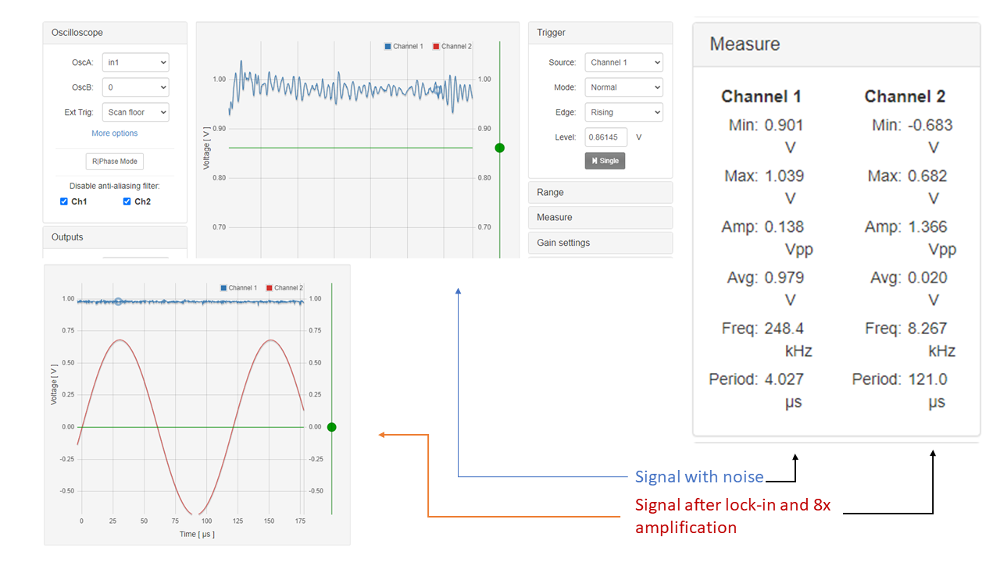 Oscilloscope
OscA: in1
OscB: 0
Ext Trig: Scan floor
More options
R|Phase Mode
Disable anti-aliasing filter:
Ch1 Ch2
Outputs
Channel 1 Channel 2
1.00 1.00
0.90 0.90
0.80 0.80
0.70 0.70
Voltage [ V ]
Trigger
Source: Channel 1
Mode: Normal
Edge: Rising
Level: 0.86145 V
Single
Range
Measure
Gain settings
Measure
Channel 1 Channel 2
Min: 0.901 Min: -0.683
V V
Max: 1.039 Max: 0.682
V V
Amp: 0.138 Amp: 1.366
Vpp Vpp
Avg: 0.979 Avg: 0.020
V V
Freq: 248.4 Freq: 8.267
kHz kHz
Period: 4.027 Period: 121.0
µs µs
Channel 1 Channel 2
1.00 1.00
0.75 0.75
0.50 0.50
0.25 0.25
0.00 0.00
-0.25 -0.25
-0.50 -0.50
Voltage [ V ]
0 25 50 75 100 125 150 175
Time [ µs ]
Signal with noise
Signal after lock-in and 8x
amplification